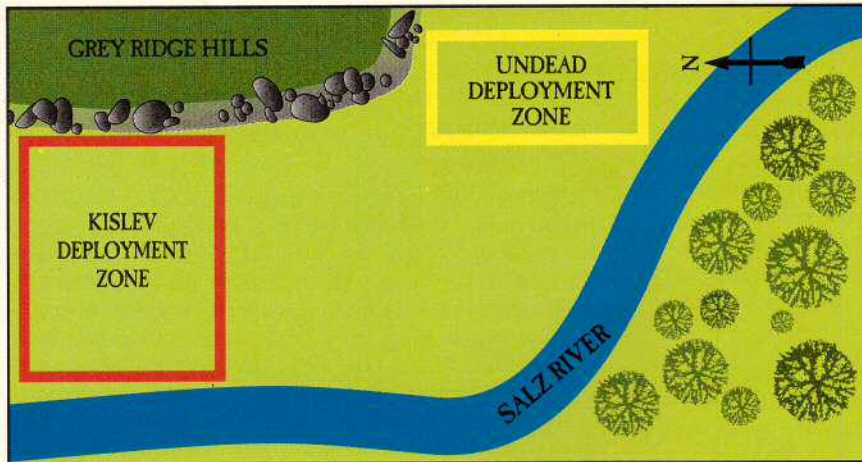 GREY RIDGE HILLS
UNDEAD
DEPLOYMENT
ZONE
N
KISLEV
DEPLOYMENT
ZONE
SALZ RIVER